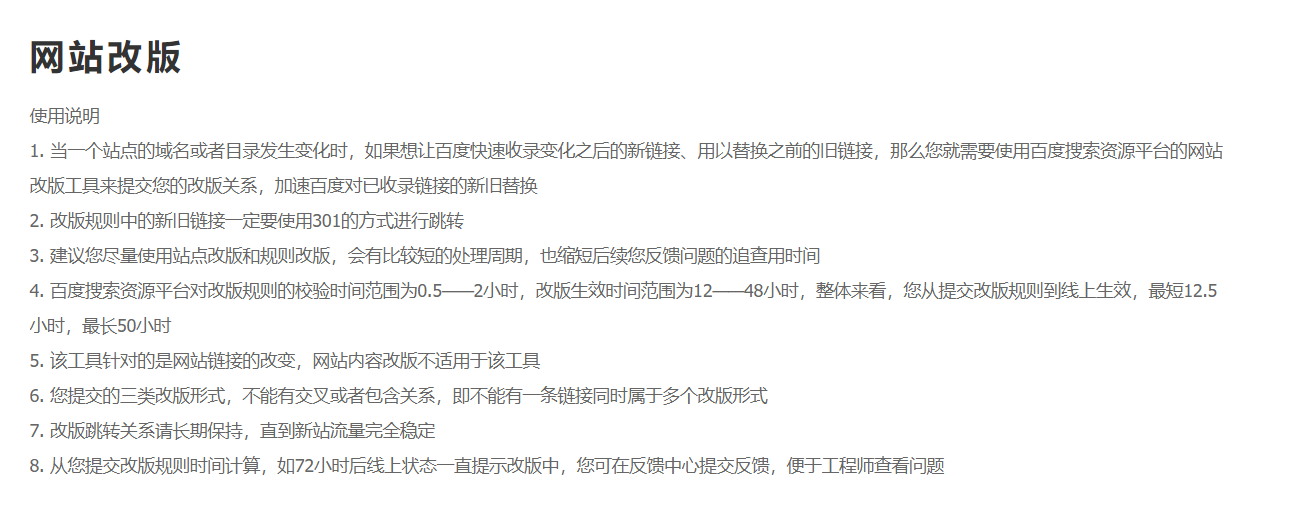 网站改版
使用说明
1. 当一个站点的域名或者目录发生变化时，如果想让百度快速收录变化之后的新链接、用以替换之前的旧链接，那么您就需要使用百度搜索资源平台的网站
改版工具来提交您的改版关系，加速百度对已收录链接的新旧替换
2. 改版规则中的新旧链接一定要使用301的方式进行跳转
3. 建议您尽量使用站点改版和规则改版，会有比较短的处理周期，也缩短后续您反馈问题的追查用时间
4. 百度搜索资源平台对改版规则的校验时间范围为0.5——2小时，改版生效时间范围为12——48小时，整体来看，您从提交改版规则到线上生效，最短12.5
小时，最长50小时
5. 该工具针对的是网站链接的改变，网站内容改版不适用于该工具
6. 您提交的三类改版形式，不能有交叉或者包含关系，即不能有一条链接同时属于多个改版形式
7. 改版跳转关系请长期保持，直到新站流量完全稳定
8. 从您提交改版规则时间计算，如72小时后线上状态一直提示改版中，您可在反馈中心提交反馈，便于工程师查看问题